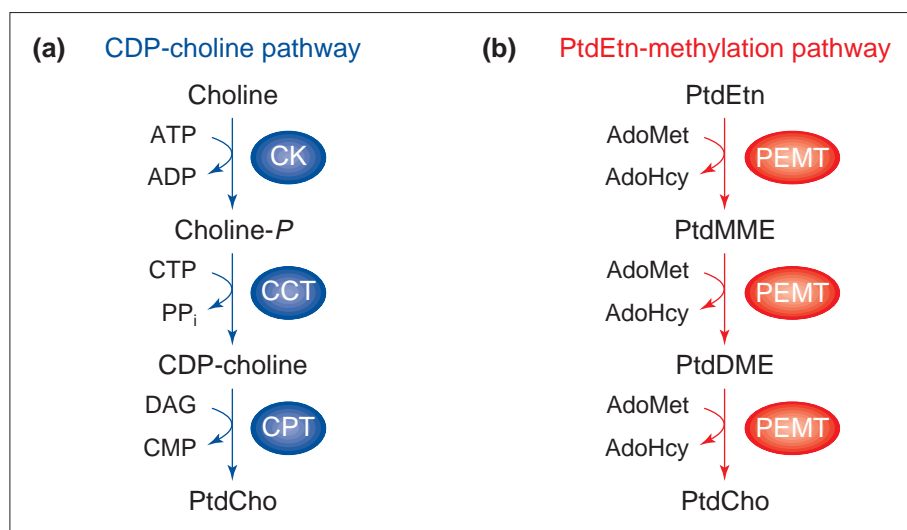 (a) CDP-choline pathway
Choline
ATP
CK
ADP
Choline-P
CTP
CCT
PPi
CDP-choline
DAG
CPT
CMP
PtdCho
(b) PtdEtn-methylation pathway
PtdEtn
AdoMet
PEMT
AdoHcy
PtdMME
AdoMet
PEMT
AdoHcy
PtdDME
AdoMet
PEMT
AdoHcy
PtdCho